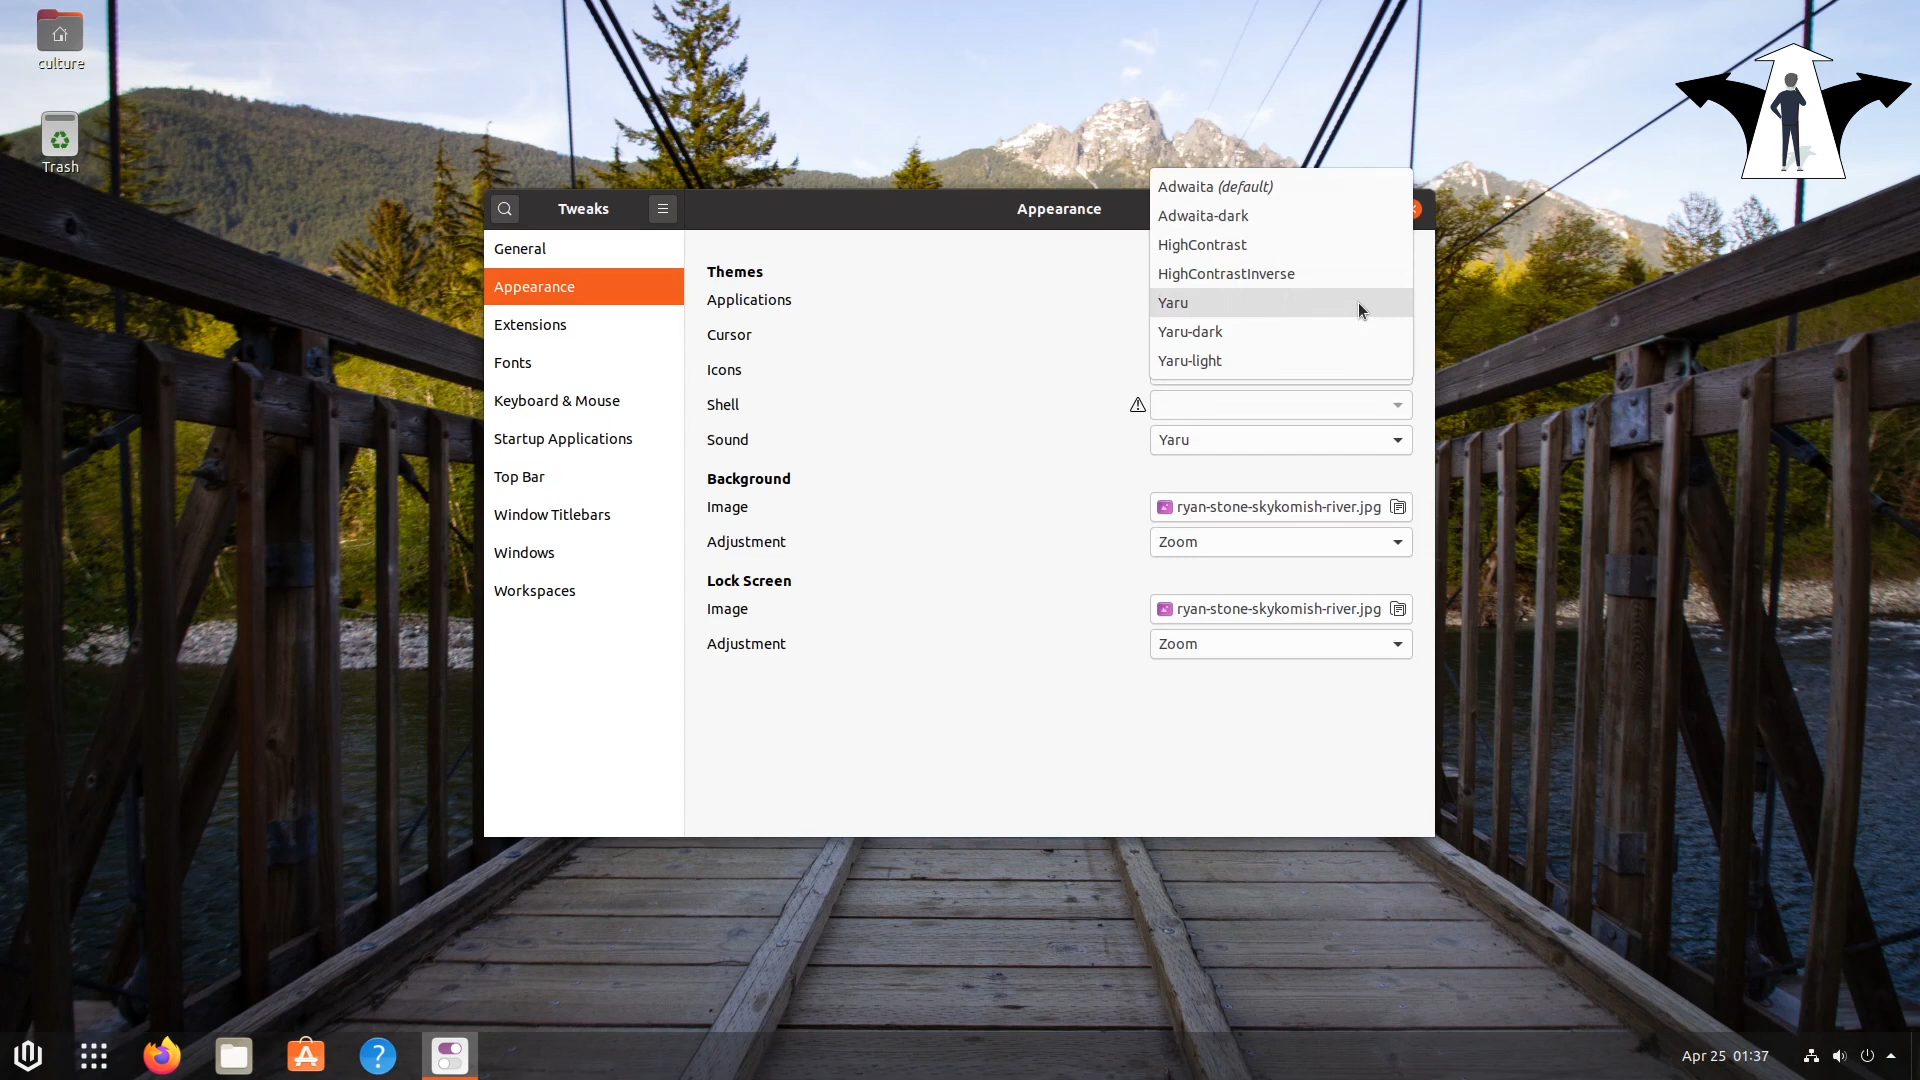 culture
Trash
Tweaks
Appearance
General
Appearance
Extensions
Fonts
Keyboard & Mouse
Startup Applications
Top Bar
Window Titlebars
Windows
Workspaces
Themes
Applications
Cursor
Icons
Shell
Sound
Yaru
Background
Image
ryan-stone-skykomish-river.jpg
Adjustment
Zoom
Lock Screen
Image
ryan-stone-skykomish-river.jpg
Adjustment
Zoom
Adwaita (default)
Adwaita-dark
HighContrast
HighContrastInverse
Yaru
Yaru-dark
Yaru-light
Apr 25 01:37